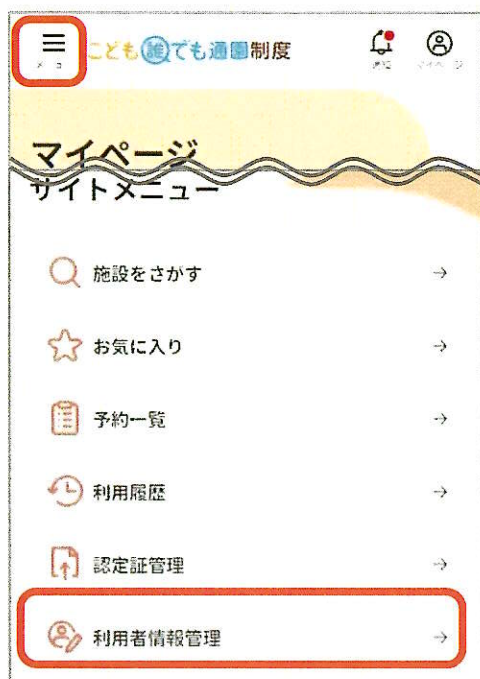 こども誰でも通園制度
マイページ
サイトメニュー
施設をさがす
お気に入り
予約一覧
利用履歴
認定証管理
利用者情報管理